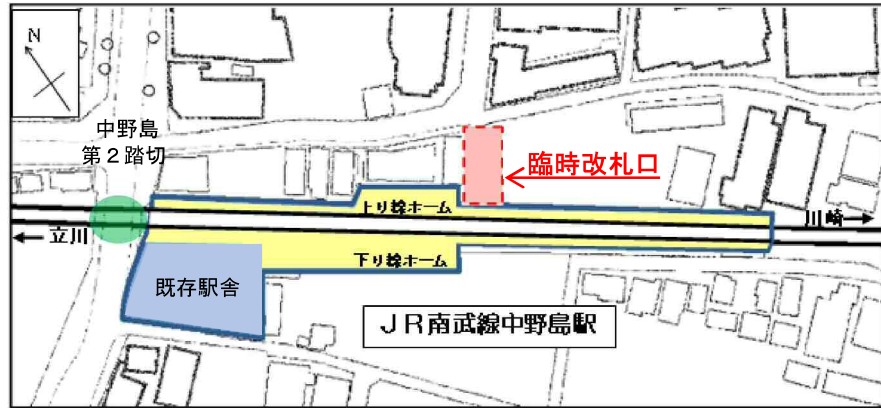 N
中野島
第２踏切
臨時改札口
上り線ホーム
川崎
立川
下り線ホーム
既存駅舎
ＪＲ南武線中野島駅